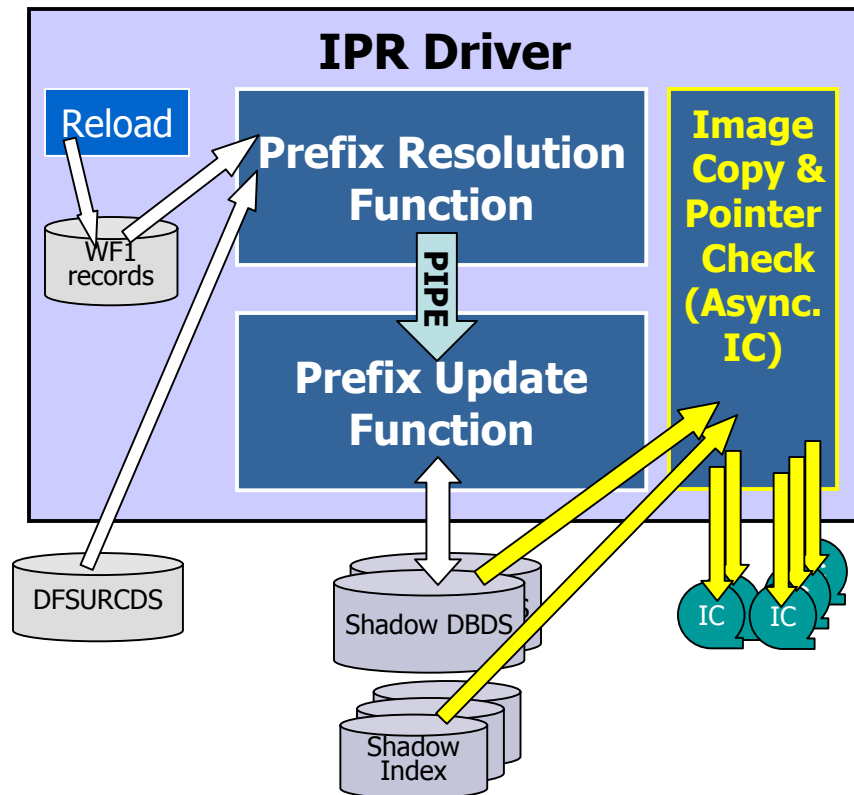 IPR Driver
Reload
Prefix Resolution
Function
Image
Copy &
Pointer
Check
(Async.
IC)
WF1
records
PIPE
Prefix Update
Function
DFSURCDS
Shadow DBDS
IC
IC
Shadow
Index